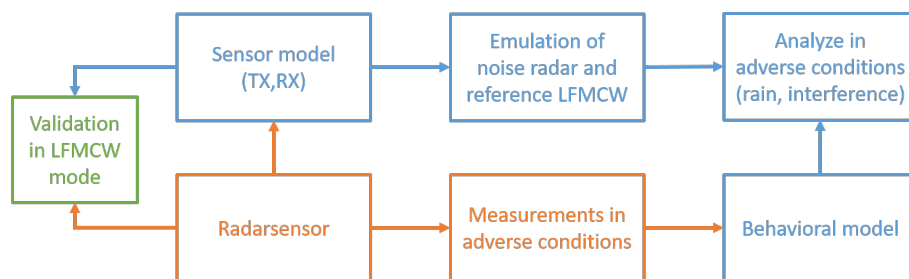 Sensor model
(TX,RX)
Emulation of
noise radar and
reference LFMCW
Analyze in
adverse conditions
(rain, interference)
Validation
in LFMCW
mode
Radarsensor
Measurements in
adverse conditions
Behavioral model